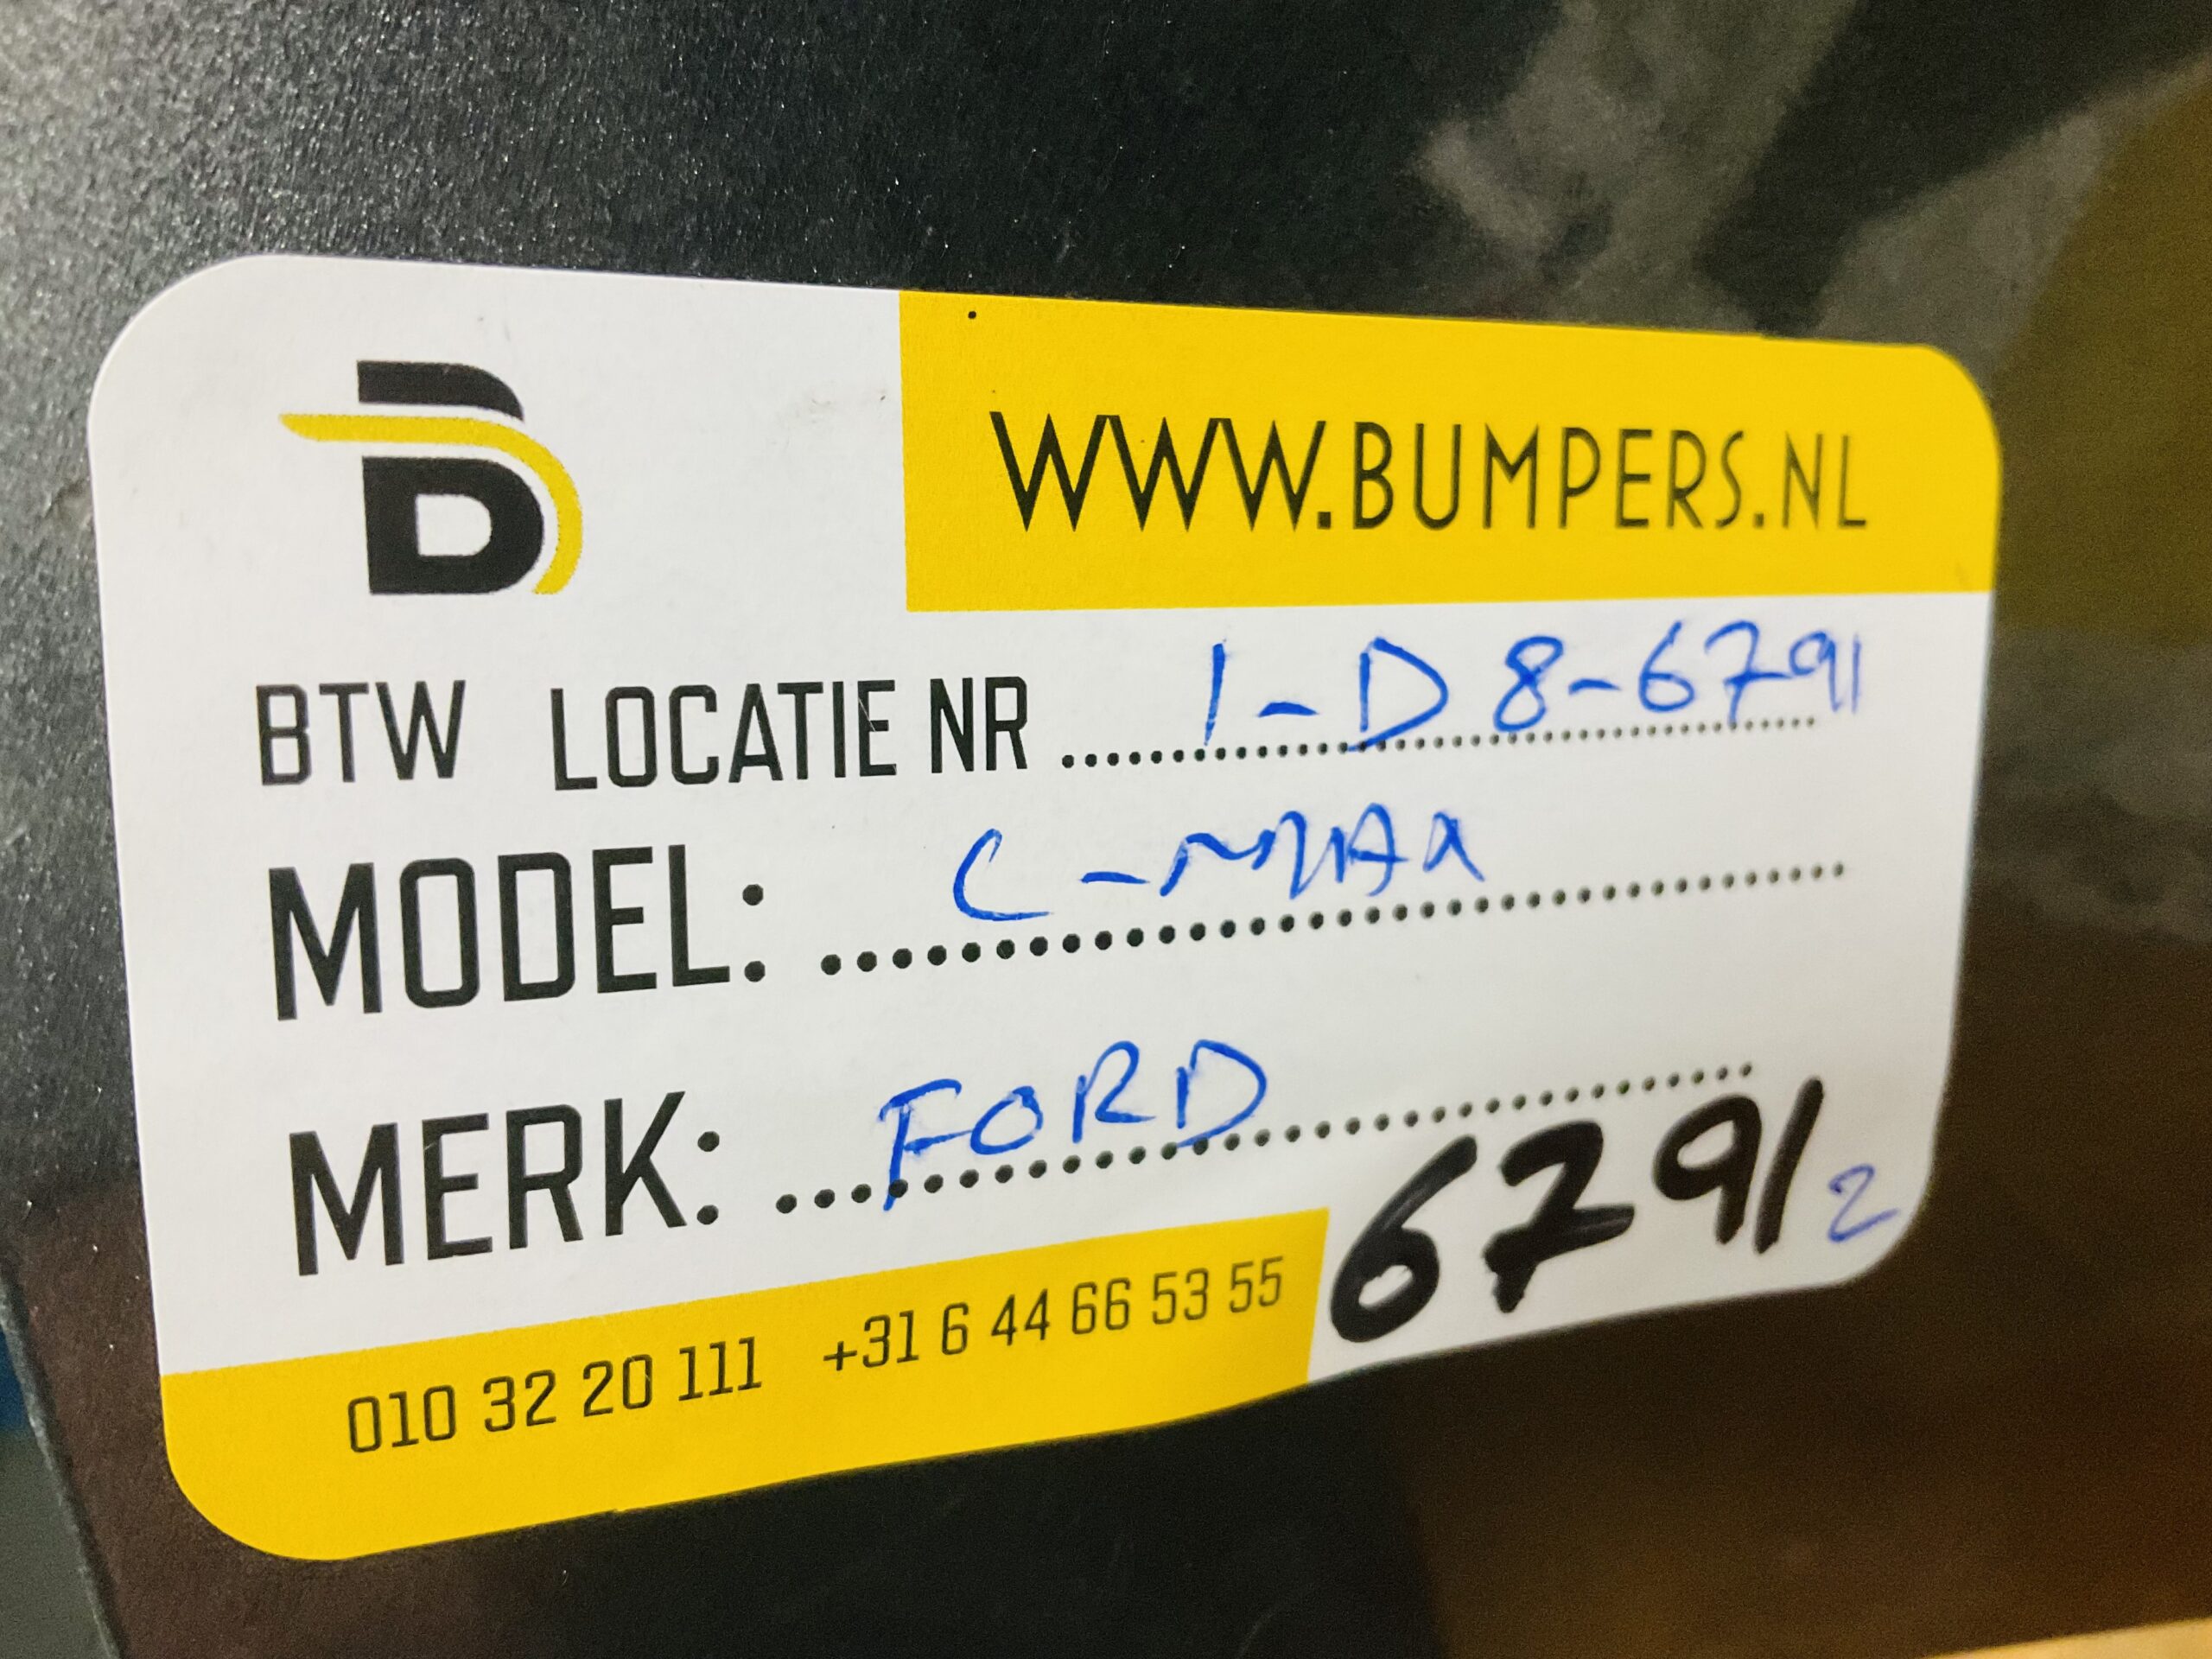 B
WWW.BUMPERS.NL
BTW LOCATIE NR ........ 1-D8-6791
MODEL: ........ C-MAX
MERK: ........ FORD
6791 2
010 32 20 111 +31 6 44 66 53 55